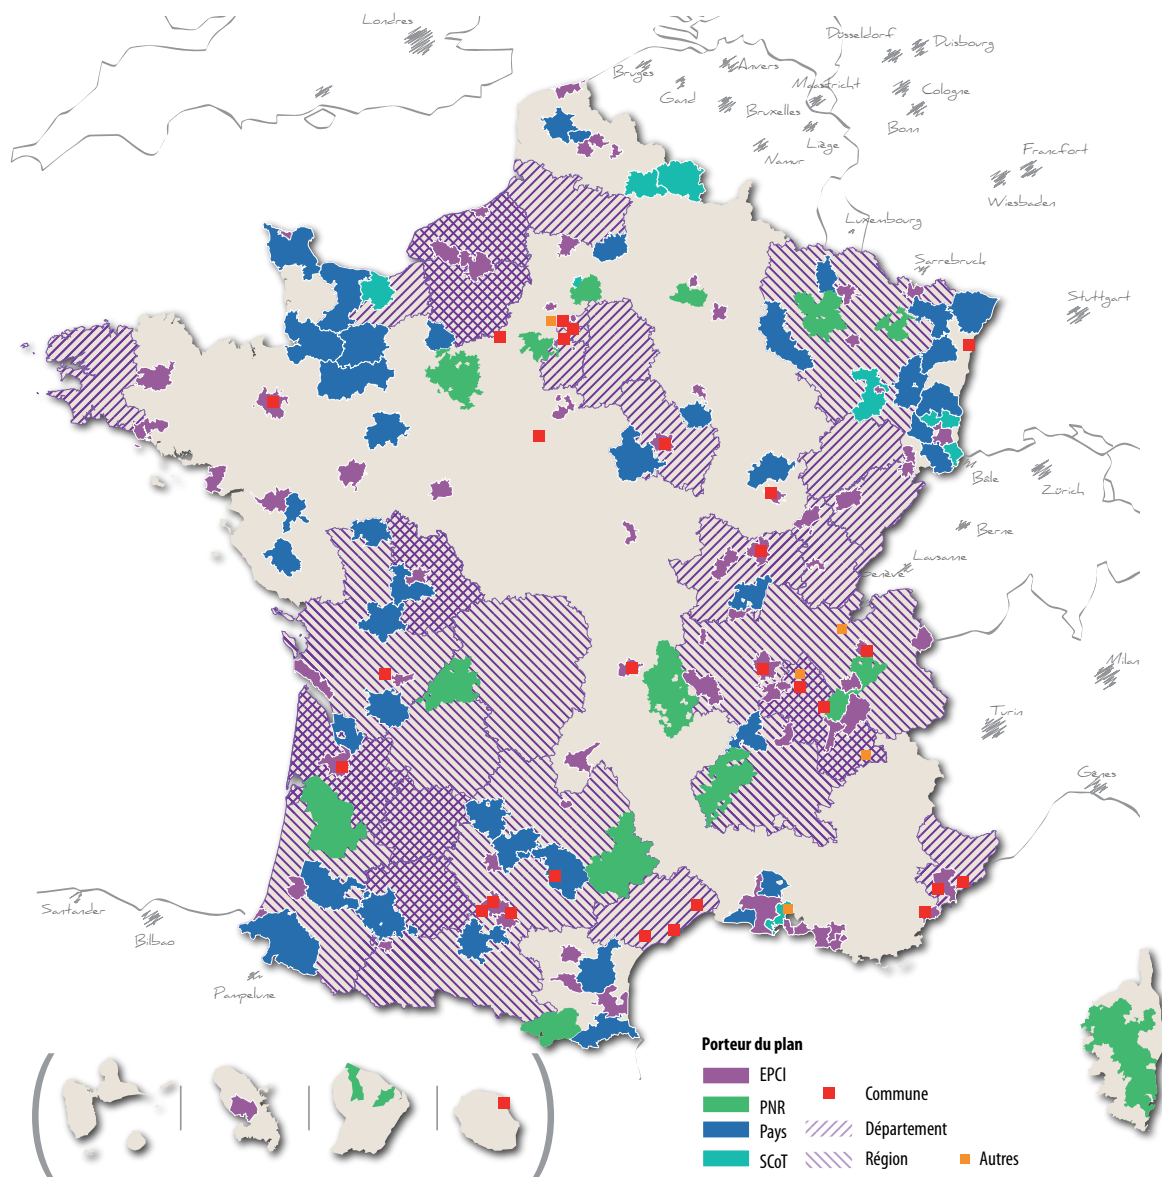 Londres
Düsseldorf
Duisbourg
Bruges
Anvers
Gand
Maastricht
Cologne
Bruxelles
Bonn
Liège
Namur
Francfort
Wiesbaden
Luxembourg
Sarrebruck
Stuttgart
Bâle
Zürich
Berne
Lausanne
Genève
Milan
Turin
Gênes
Santander
Bilbao
Pampelune
Porteur du plan
EPCI
PNR
Pays
SCoT
Commune
Département
Région
Autres